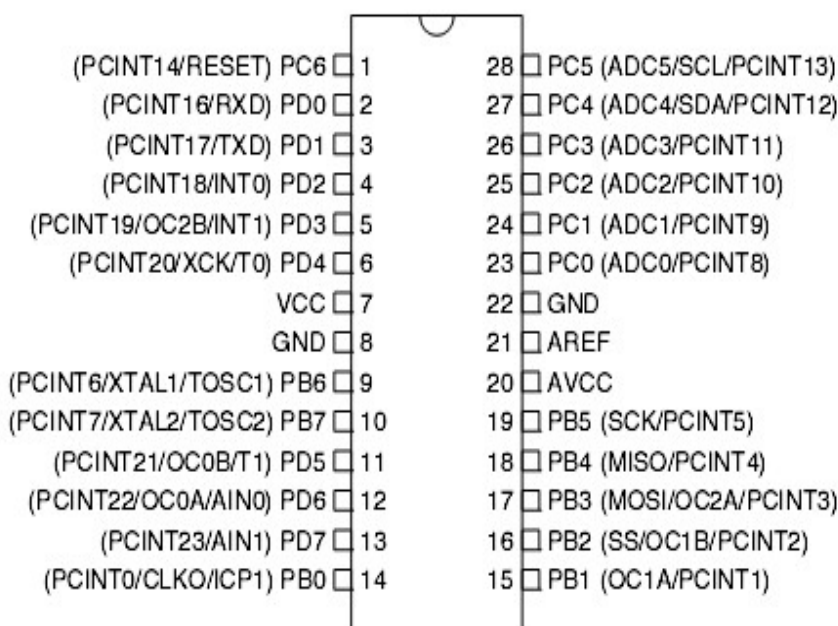 (PCINT14/RESET) PC6 1 28 PC5 (ADC5/SCL/PCINT13)
(PCINT16/RXD) PD0 2 27 PC4 (ADC4/SDA/PCINT12)
(PCINT17/TXD) PD1 3 26 PC3 (ADC3/PCINT11)
(PCINT18/INT0) PD2 4 25 PC2 (ADC2/PCINT10)
(PCINT19/OC2B/INT1) PD3 5 24 PC1 (ADC1/PCINT9)
(PCINT20/XCK/T0) PD4 6 23 PC0 (ADC0/PCINT8)
VCC 7 22 GND
GND 8 21 AREF
(PCINT6/XTAL1/TOSC1) PB6 9 20 AVCC
(PCINT7/XTAL2/TOSC2) PB7 10 19 PB5 (SCK/PCINT5)
(PCINT21/OC0B/T1) PD5 11 18 PB4 (MISO/PCINT4)
(PCINT22/OC0A/AIN0) PD6 12 17 PB3 (MOSI/OC2A/PCINT3)
(PCINT23/AIN1) PD7 13 16 PB2 (SS/OC1B/PCINT2)
(PCINT0/CLKO/ICP1) PB0 14 15 PB1 (OC1A/PCINT1)